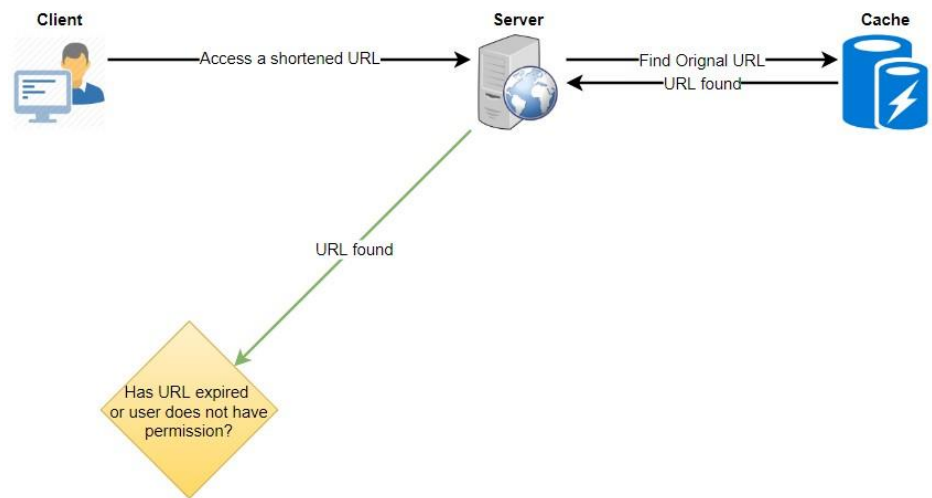 Client
Server
Cache
Access a shortened URL
Find Orignal URL
URL found
URL found
Has URL expired
or user does not have
permission?